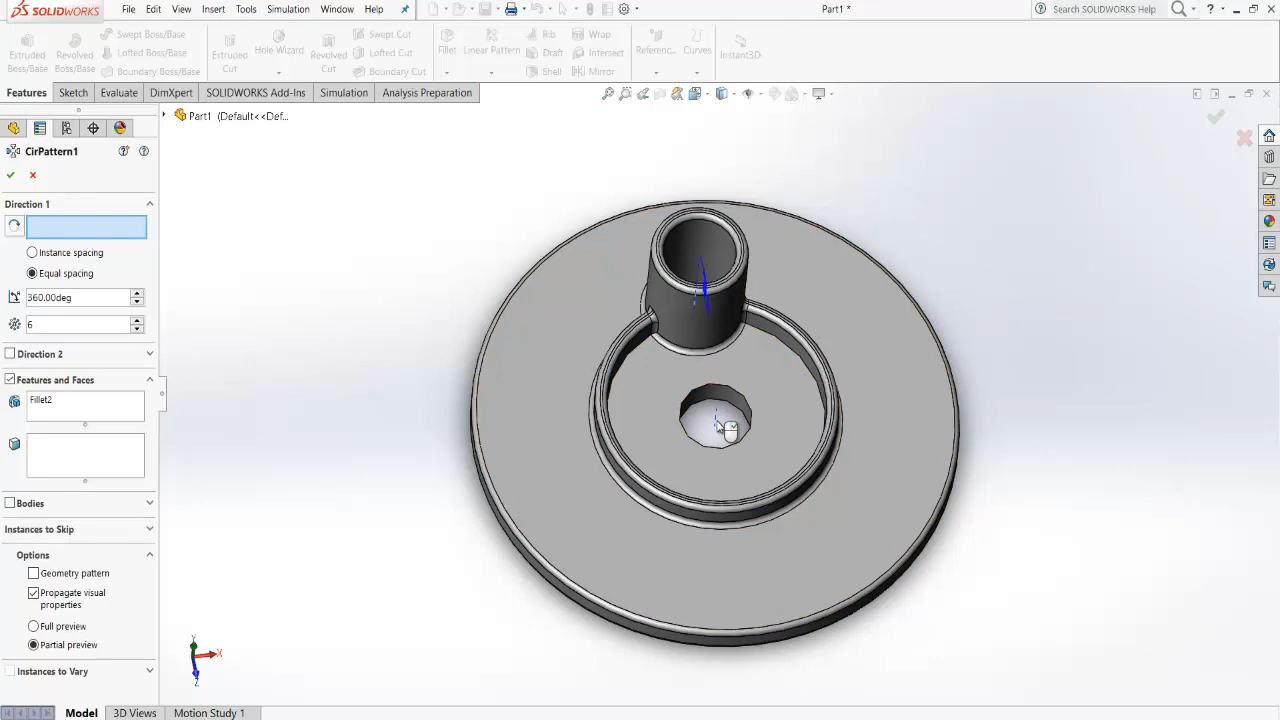 SOLIDWORKS
File Edit View Insert Tools Simulation Window Help
Part1 *
Search SOLIDWORKS Help
?
Extruded Boss/Base
Revolved Boss/Base
Swept Boss/Base
Lofted Boss/Base
Boundary Boss/Base
Extruded Cut
Hole Wizard
Revolved Cut
Swept Cut
Lofted Cut
Boundary Cut
Fillet
Linear Pattern
Rib
Draft
Shell
Wrap
Intersect
Mirror
Referenc...
Curves
Instant3D
Features Sketch Evaluate DimXpert SOLIDWORKS Add-Ins Simulation Analysis Preparation
Part1 (Default<<Def...
CirPattern1
Direction 1
Instance spacing
Equal spacing
360.00deg
6
Direction 2
Features and Faces
Fillet2
Bodies
Instances to Skip
Options
Geometry pattern
Propagate visual
properties
Full preview
Partial preview
Instances to Vary
Y
X
Z
Model 3D Views Motion Study 1